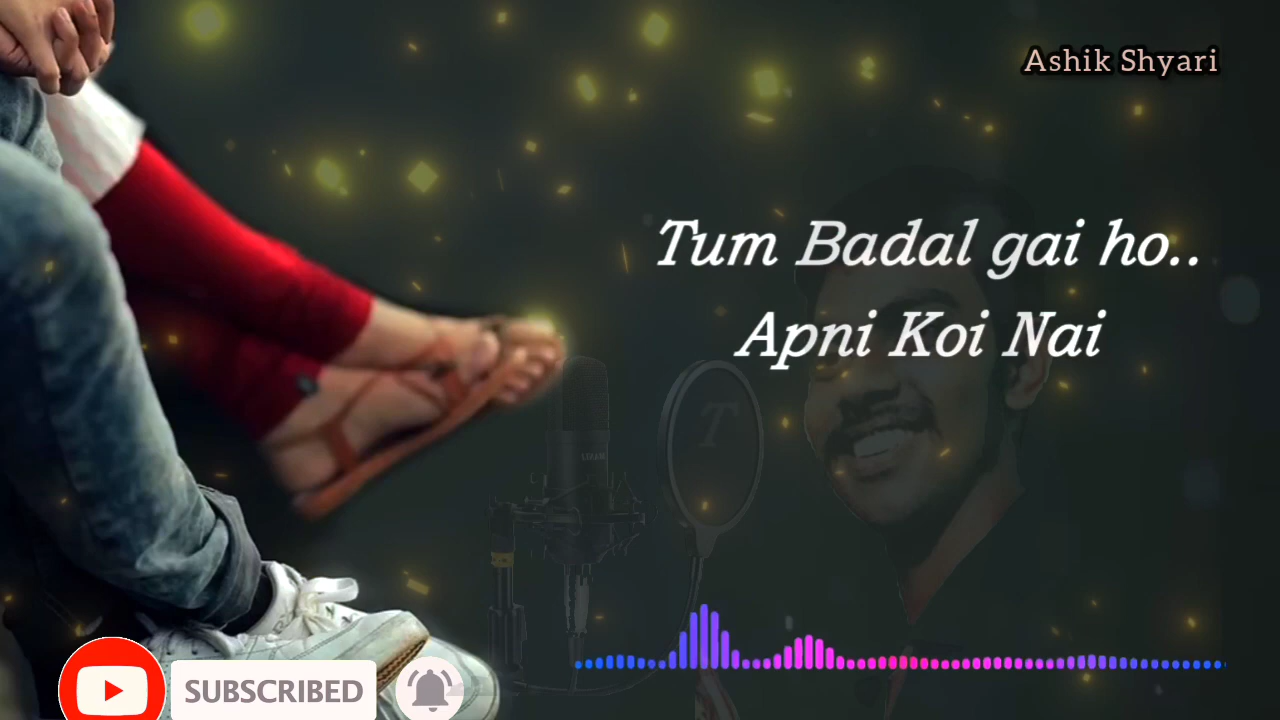 Ashik Shyari
Tum Badal gai ho..
Apni Koi Nai
T
SUBSCRIBED